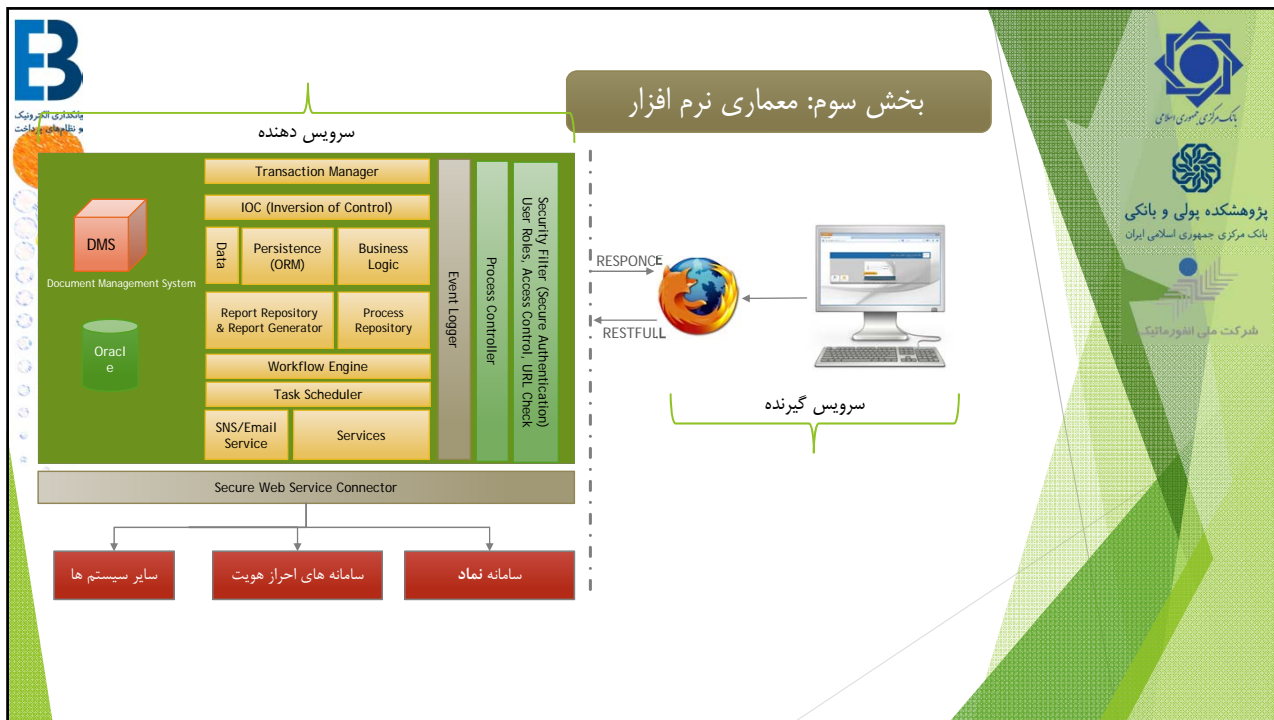 بانکداری الکترونیک
و نظام‌های پرداخت
بخش سوم: معماری نرم افزار
بانک مرکزی جمهوری اسلامی
پژوهشکده پولی و بانکی
بانک مرکزی جمهوری اسلامی ایران
شرکت ملی انفورماتیک
سرویس دهنده
Transaction Manager
IOC (Inversion of Control)
DMS
Document Management System
Data
Persistence
(ORM)
Business
Logic
Report Repository
& Report Generator
Process
Repository
Oracl
e
Workflow Engine
Task Scheduler
SNS/Email
Service
Services
Event Logger
Process Controller
Security Filter (Secure Authentication)
User Roles, Access Control, URL Check
RESPONCE
RESTFULL
سرویس گیرنده
Secure Web Service Connector
سامانه نماد
سامانه های احراز هویت
سایر سیستم ها